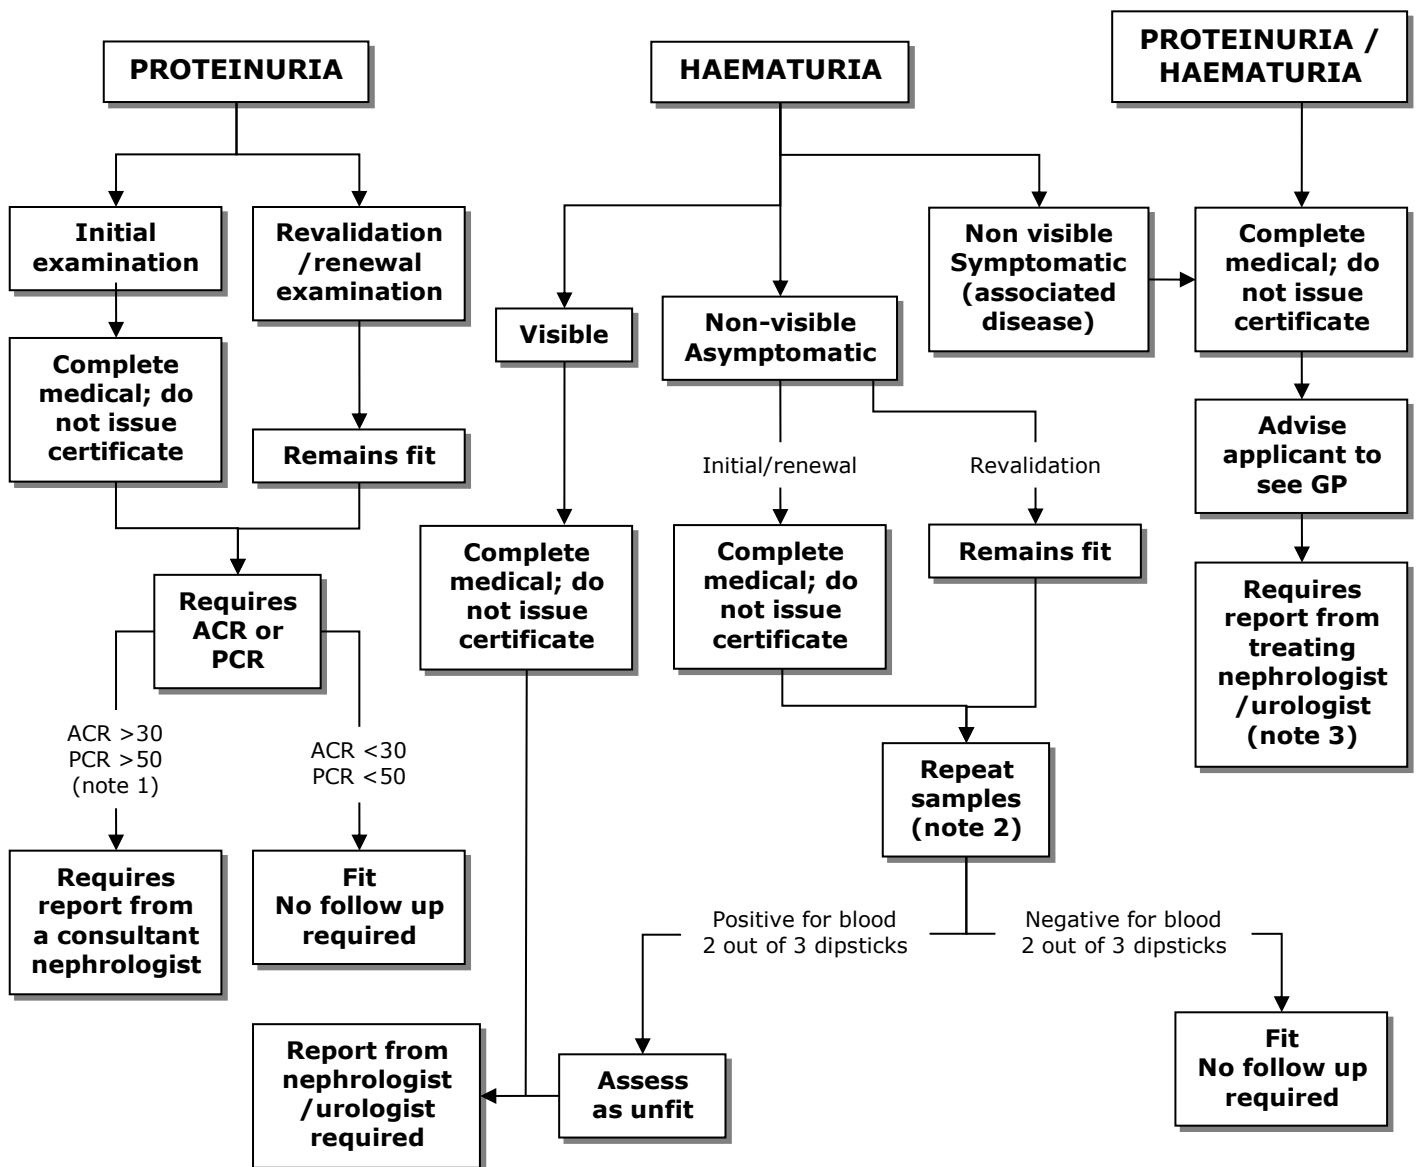 PROTEINURIA
HAEMATURIA
PROTEINURIA /
HAEMATURIA
Initial
examination
Revalidation
/renewal
examination
Non visible
Symptomatic
(associated
disease)
Complete
medical; do
not issue
certificate
Visible
Non-visible
Asymptomatic
Complete
medical; do
not issue
certificate
Remains fit
Advise
applicant to
see GP
Initial/renewal
Revalidation
Complete
medical; do
not issue
certificate
Complete
medical; do
not issue
certificate
Remains fit
Requires
ACR or
PCR
Requires
report from
treating
nephrologist
/urologist
(note 3)
ACR >30
PCR >50
(note 1)
ACR <30
PCR <50
Repeat
samples
(note 2)
Requires
report from
a consultant
nephrologist
Fit
No follow up
required
Positive for blood
2 out of 3 dipsticks
Negative for blood
2 out of 3 dipsticks
Report from
nephrologist
/urologist
required
Assess
as unfit
Fit
No follow up
required